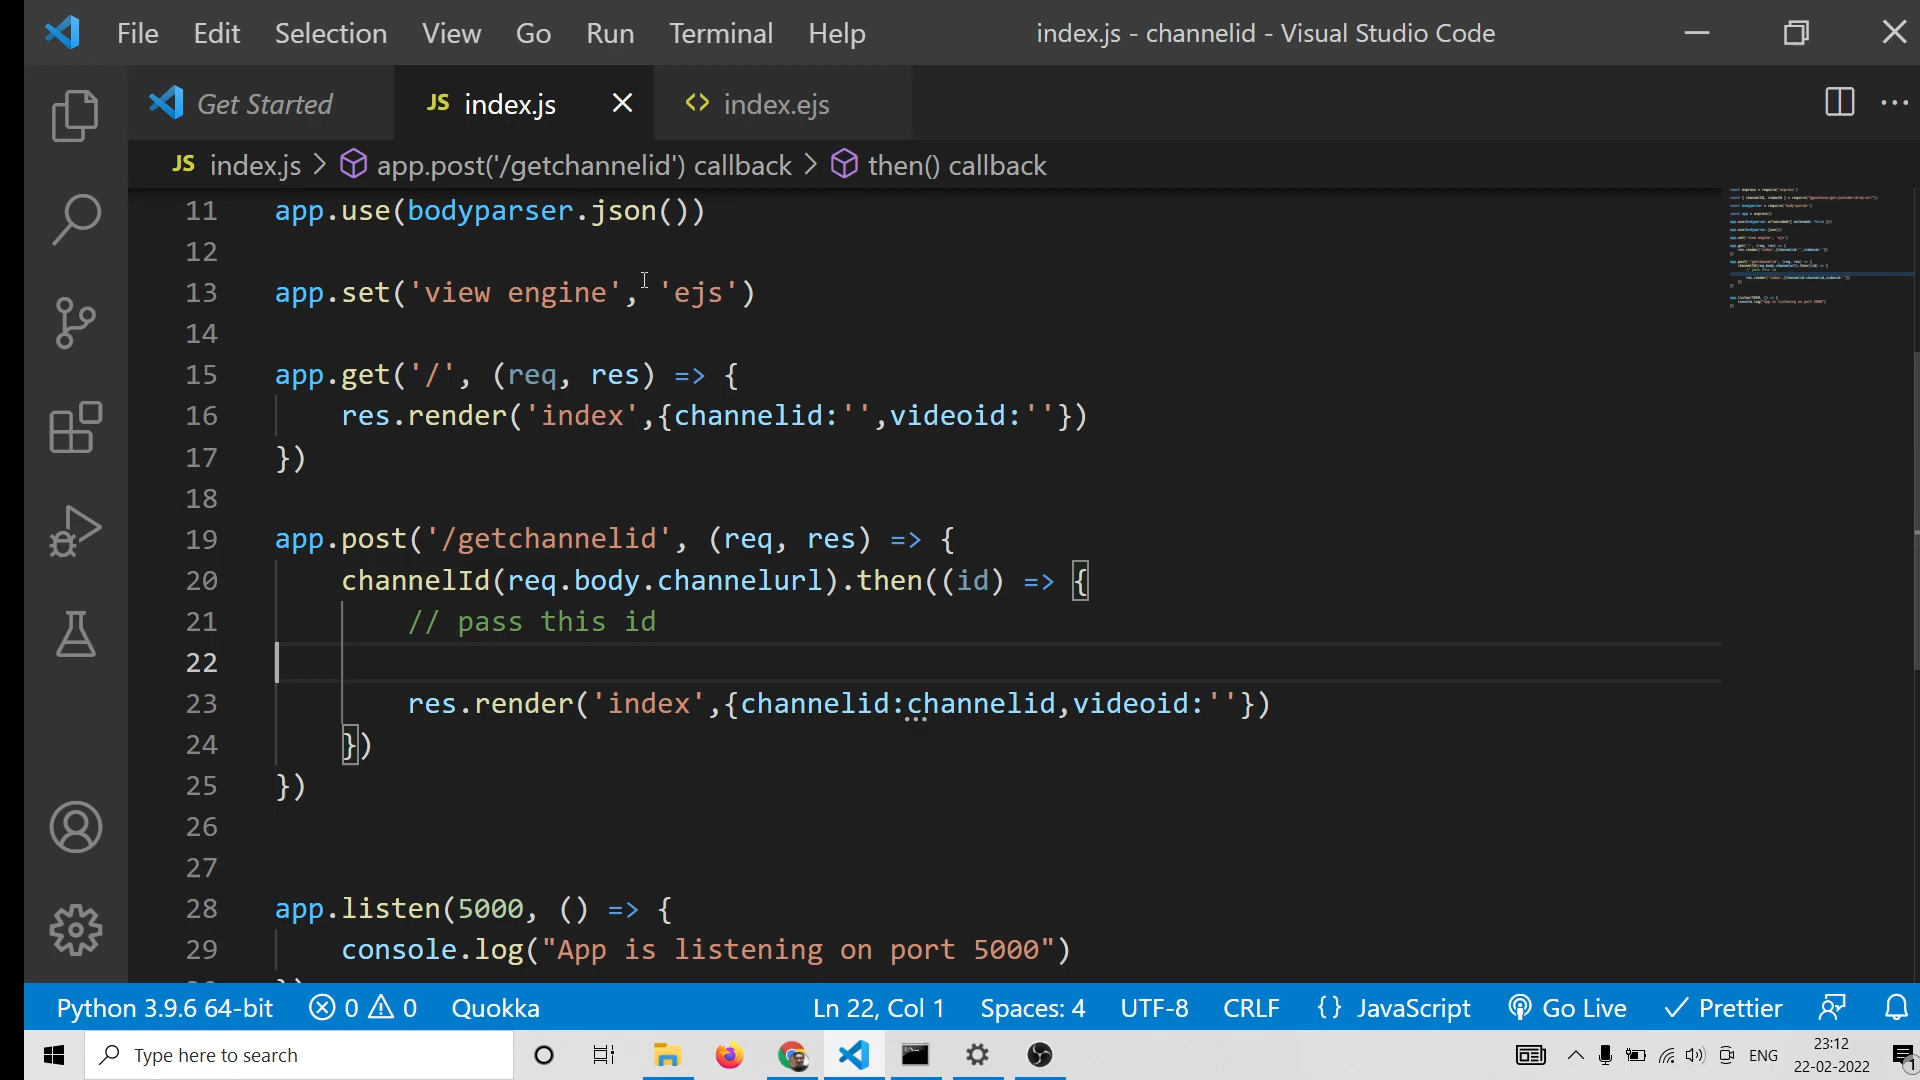 File Edit Selection View Go Run Terminal Help index.js - channelid - Visual Studio Code
Get Started JS index.js index.ejs
JS index.js > app.post('/getchannelid') callback > then() callback
11 app.use(bodyparser.json())
12
13 app.set('view engine', 'ejs')
14
15 app.get('/', (req, res) => {
16 res.render('index',{channelid:'',videoid:''})
17 })
18
19 app.post('/getchannelid', (req, res) => {
20 channelId(req.body.channelurl).then((id) => {
21 // pass this id
22
23 res.render('index',{channelid:channelid,videoid:''})
24 })
25 })
26
27
28 app.listen(5000, () => {
29 console.log("App is listening on port 5000")
Python 3.9.6 64-bit 0 0 Quokka Ln 22, Col 1 Spaces: 4 UTF-8 CRLF {} JavaScript Go Live Prettier
Type here to search ENG 23:12
22-02-2022 1